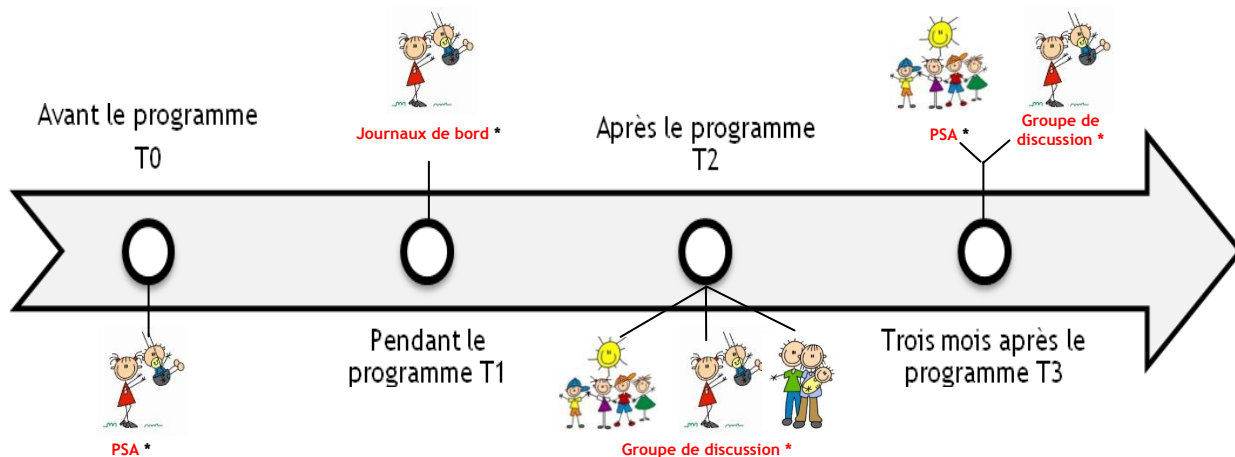 Avant le programme
T0
Journaux de bord *
Après le programme
T2
PSA *
Groupe de
discussion *
PSA *
Pendant le
programme T1
Groupe de discussion *
Trois mois après le
programme T3